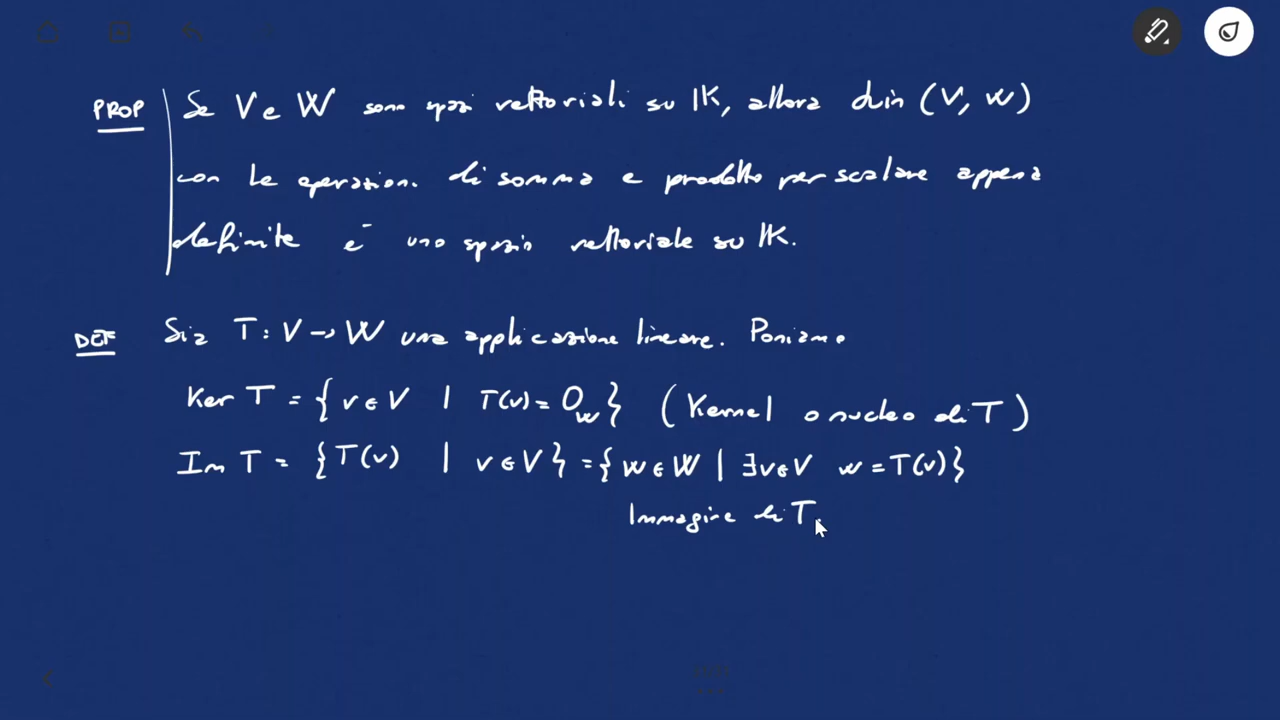 PROP Se V e W sono spazi vettoriali su K, allora Lin (V, W)
con le operazioni di somma e prodotto per scalare appena
definite è uno spazio vettoriale su K.
DEF Sia T: V → W una applicazione lineare. Poniamo
Ker T = { v ∈ V | T(v) = 0_W } (Kernel o nucleo di T)
Im T = { T(v) | v ∈ V } = { w ∈ W | ∃ v ∈ V w = T(v) }
Immagine di T.